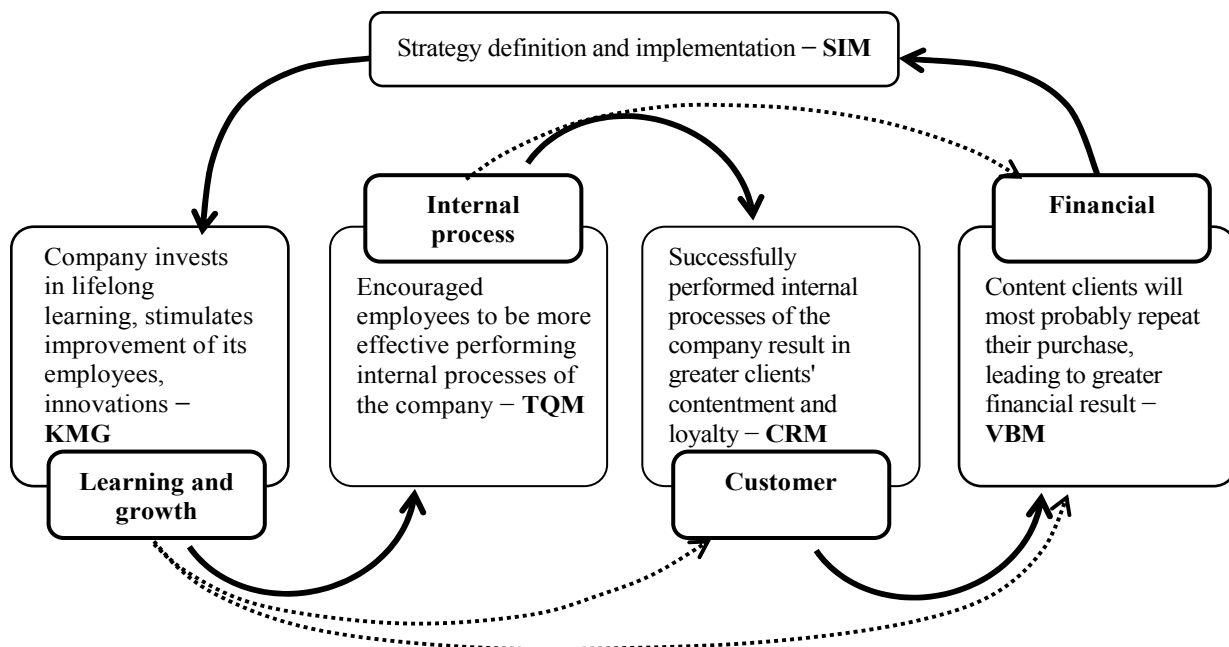 Strategy definition and implementation – SIM
Company invests
in lifelong
learning, stimulates
improvement of its
employees,
innovations –
KMG
Learning and
growth
Internal
process
Encouraged
employees to be more
effective performing
internal processes of
the company – TQM
Successfully
performed internal
processes of the
company result in
greater clients'
contentment and
loyalty – CRM
Customer
Financial
Content clients will
most probably repeat
their purchase,
leading to greater
financial result –
VBM